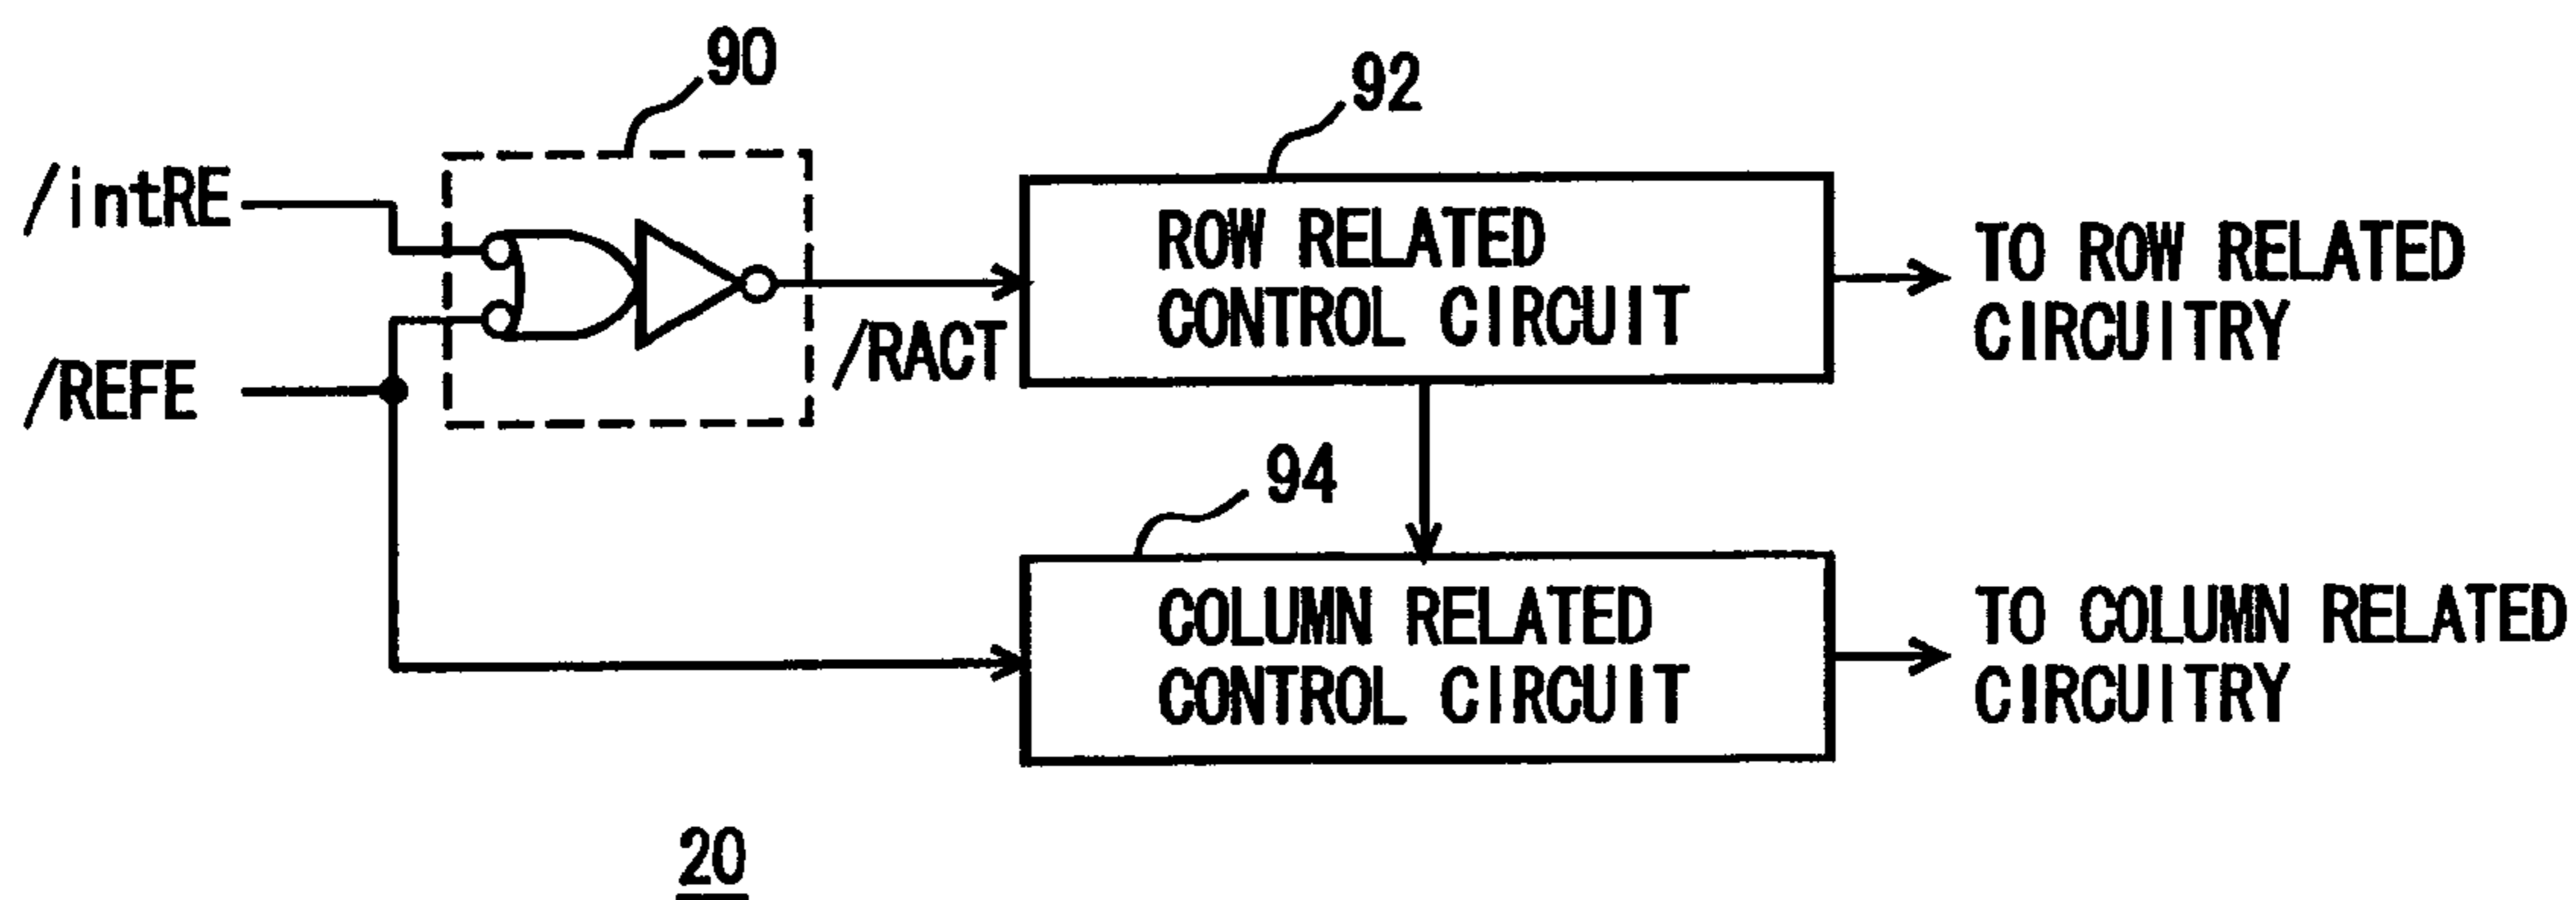 90
92
/intRE
ROW RELATED
CONTROL CIRCUIT
TO ROW RELATED
CIRCUITRY
/REFE
/RACT
94
COLUMN RELATED
CONTROL CIRCUIT
TO COLUMN RELATED
CIRCUITRY
20